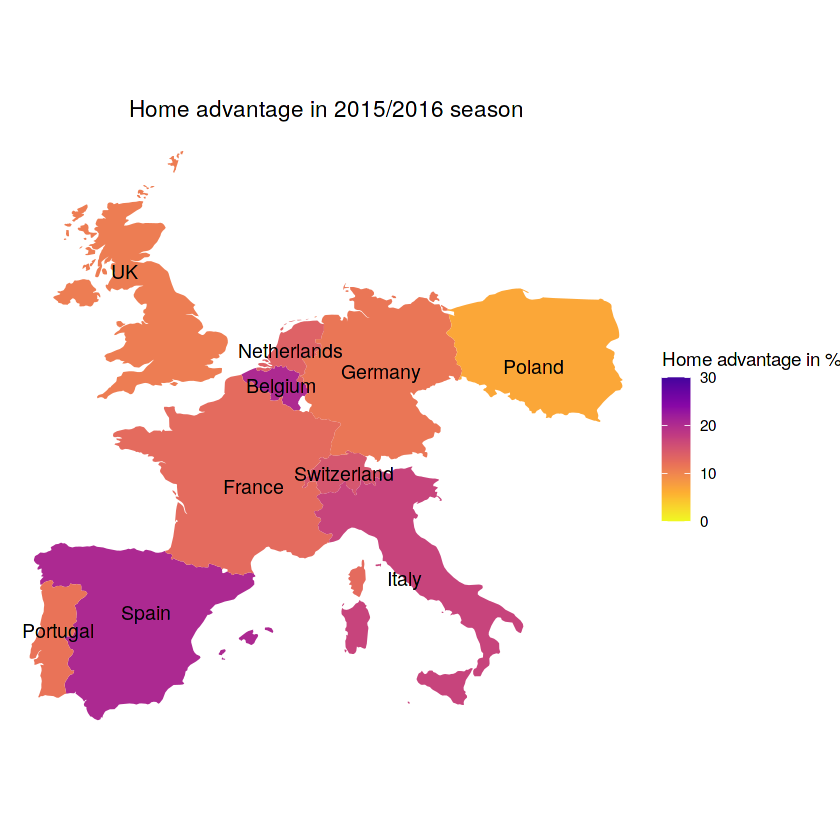 Home advantage in 2015/2016 season
UK
Netherlands
Belgium
Germany
Poland
Switzerland
France
Italy
Spain
Portugal
Home advantage in %
30
20
10
0